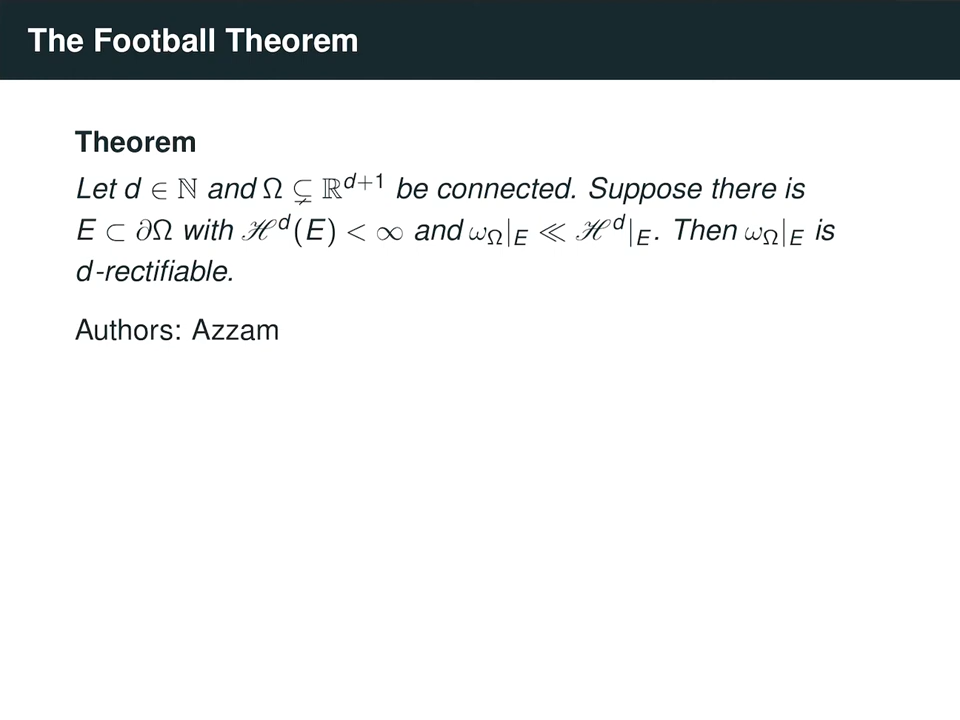 The Football Theorem
Theorem
Let d ∈ ℕ and Ω ⊊ ℝ^{d+1} be connected. Suppose there is
E ⊂ ∂Ω with ℋ^d(E) < ∞ and ω_Ω|_E ≪ ℋ^d|_E. Then ω_Ω|_E is
d-rectifiable.
Authors: Azzam